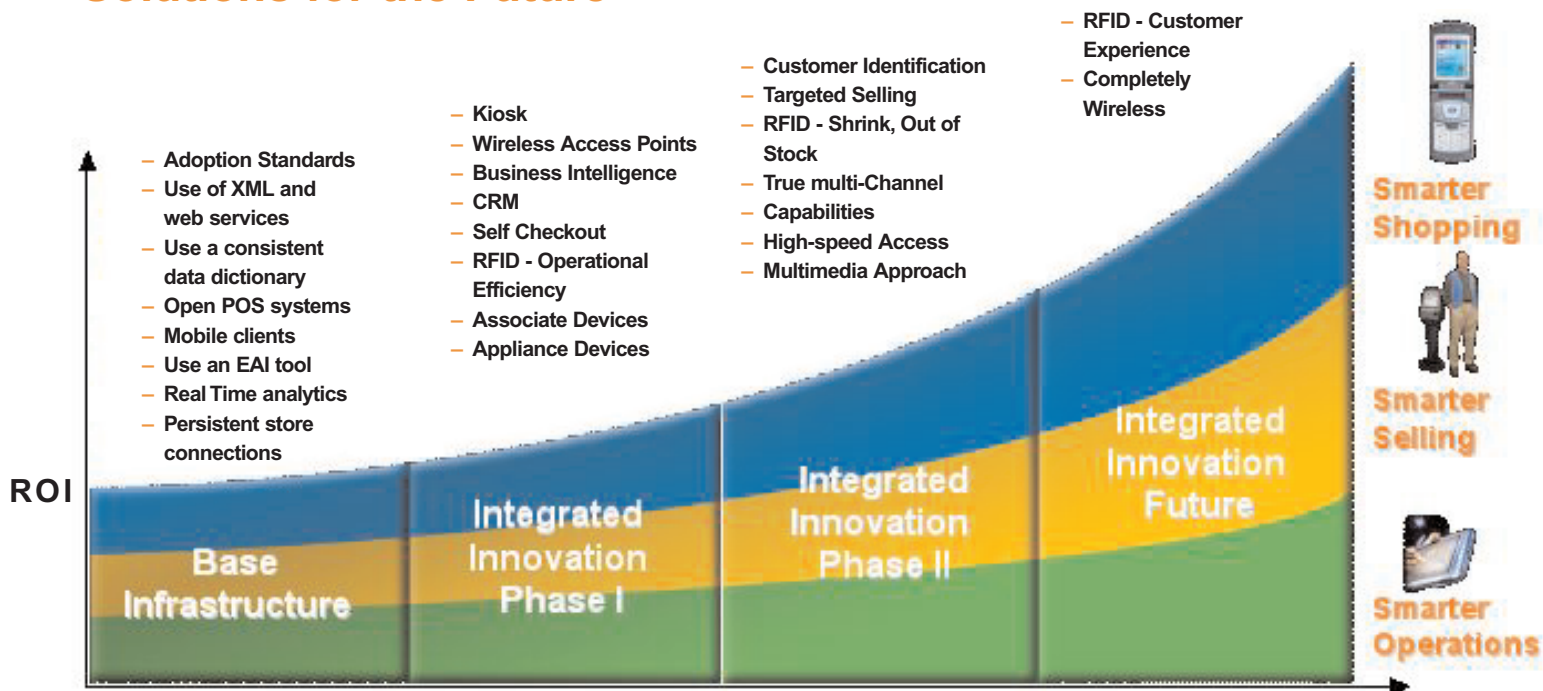 Solutions for the Future
– RFID - Customer
Experience
– Completely
Wireless
– Customer Identification
– Targeted Selling
– RFID - Shrink, Out of
Stock
– True multi-Channel
– Capabilities
– High-speed Access
– Multimedia Approach
– Kiosk
– Wireless Access Points
– Business Intelligence
– CRM
– Self Checkout
– RFID - Operational
Efficiency
– Associate Devices
– Appliance Devices
– Adoption Standards
– Use of XML and
web services
– Use a consistent
data dictionary
– Open POS systems
– Mobile clients
– Use an EAI tool
– Real Time analytics
– Persistent store
connections
ROI
Base
Infrastructure
Integrated
Innovation
Phase I
Integrated
Innovation
Phase II
Integrated
Innovation
Future
Smarter
Shopping
Smarter
Selling
Smarter
Operations